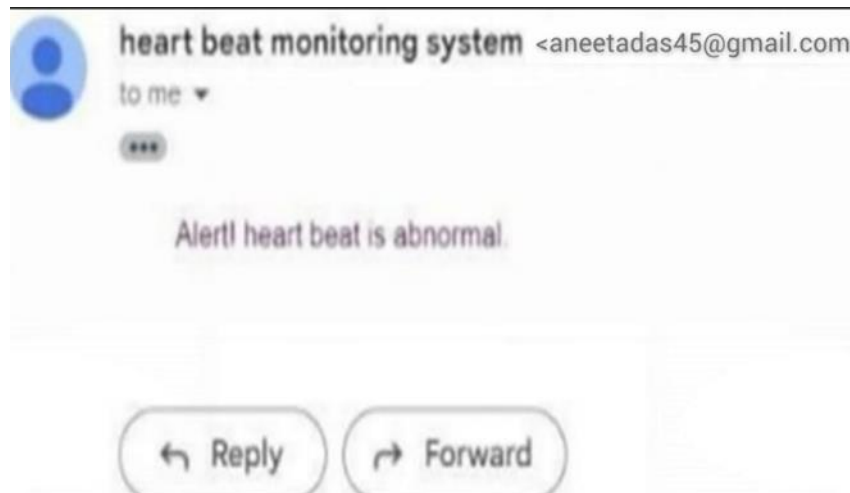 heart beat monitoring system <aneetadas45@gmail.com
to me
Alert! heart beat is abnormal.
Reply Forward